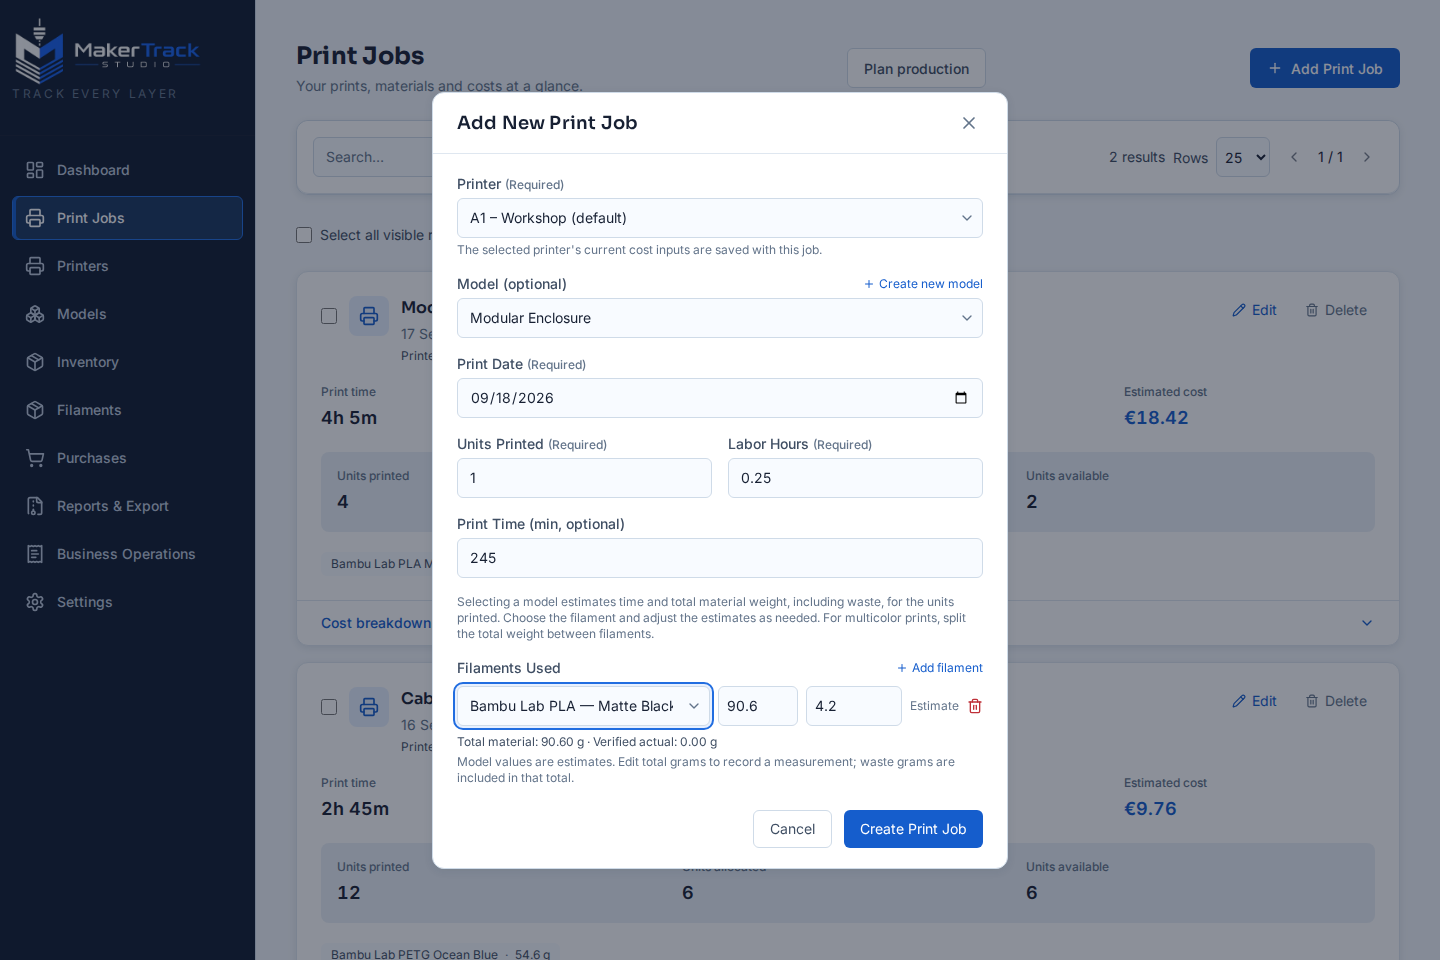 MakerTrack
STUDIO
TRACK EVERY LAYER
Dashboard
Print Jobs
Printers
Models
Inventory
Filaments
Purchases
Reports & Export
Business Operations
Settings
Print Jobs
Your prints, materials and costs at a glance.
Plan production
Add Print Job
Search...
2 results
Rows
25
1 / 1
Select all visible
Edit
Delete
Print time
4h 5m
Estimated cost
€18.42
Units printed
4
Units available
2
Bambu Lab PLA
Cost breakdown
Edit
Delete
Print time
2h 45m
Estimated cost
€9.76
Units printed
12
Units allocated
6
Units available
6
Bambu Lab PETG Ocean Blue · 54.6 g
Add New Print Job
Printer (Required)
A1 – Workshop (default)
The selected printer's current cost inputs are saved with this job.
Model (optional)
+ Create new model
Modular Enclosure
Print Date (Required)
09/18/2026
Units Printed (Required)
Labor Hours (Required)
1
0.25
Print Time (min, optional)
245
Selecting a model estimates time and total material weight, including waste, for the units
printed. Choose the filament and adjust the estimates as needed. For multicolor prints, split
the total weight between filaments.
Filaments Used
+ Add filament
Bambu Lab PLA — Matte Black
90.6
4.2
Estimate
Total material: 90.60 g · Verified actual: 0.00 g
Model values are estimates. Edit total grams to record a measurement; waste grams are
included in that total.
Cancel
Create Print Job